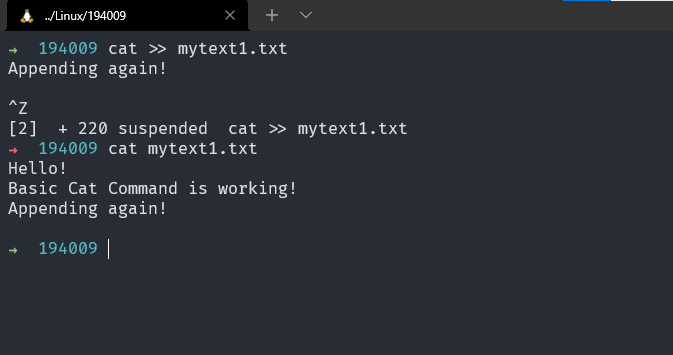 ../Linux/194009
→ 194009 cat >> mytext1.txt
Appending again!
^Z
[2]  + 220 suspended  cat >> mytext1.txt
→ 194009 cat mytext1.txt
Hello!
Basic Cat Command is working!
Appending again!
→ 194009